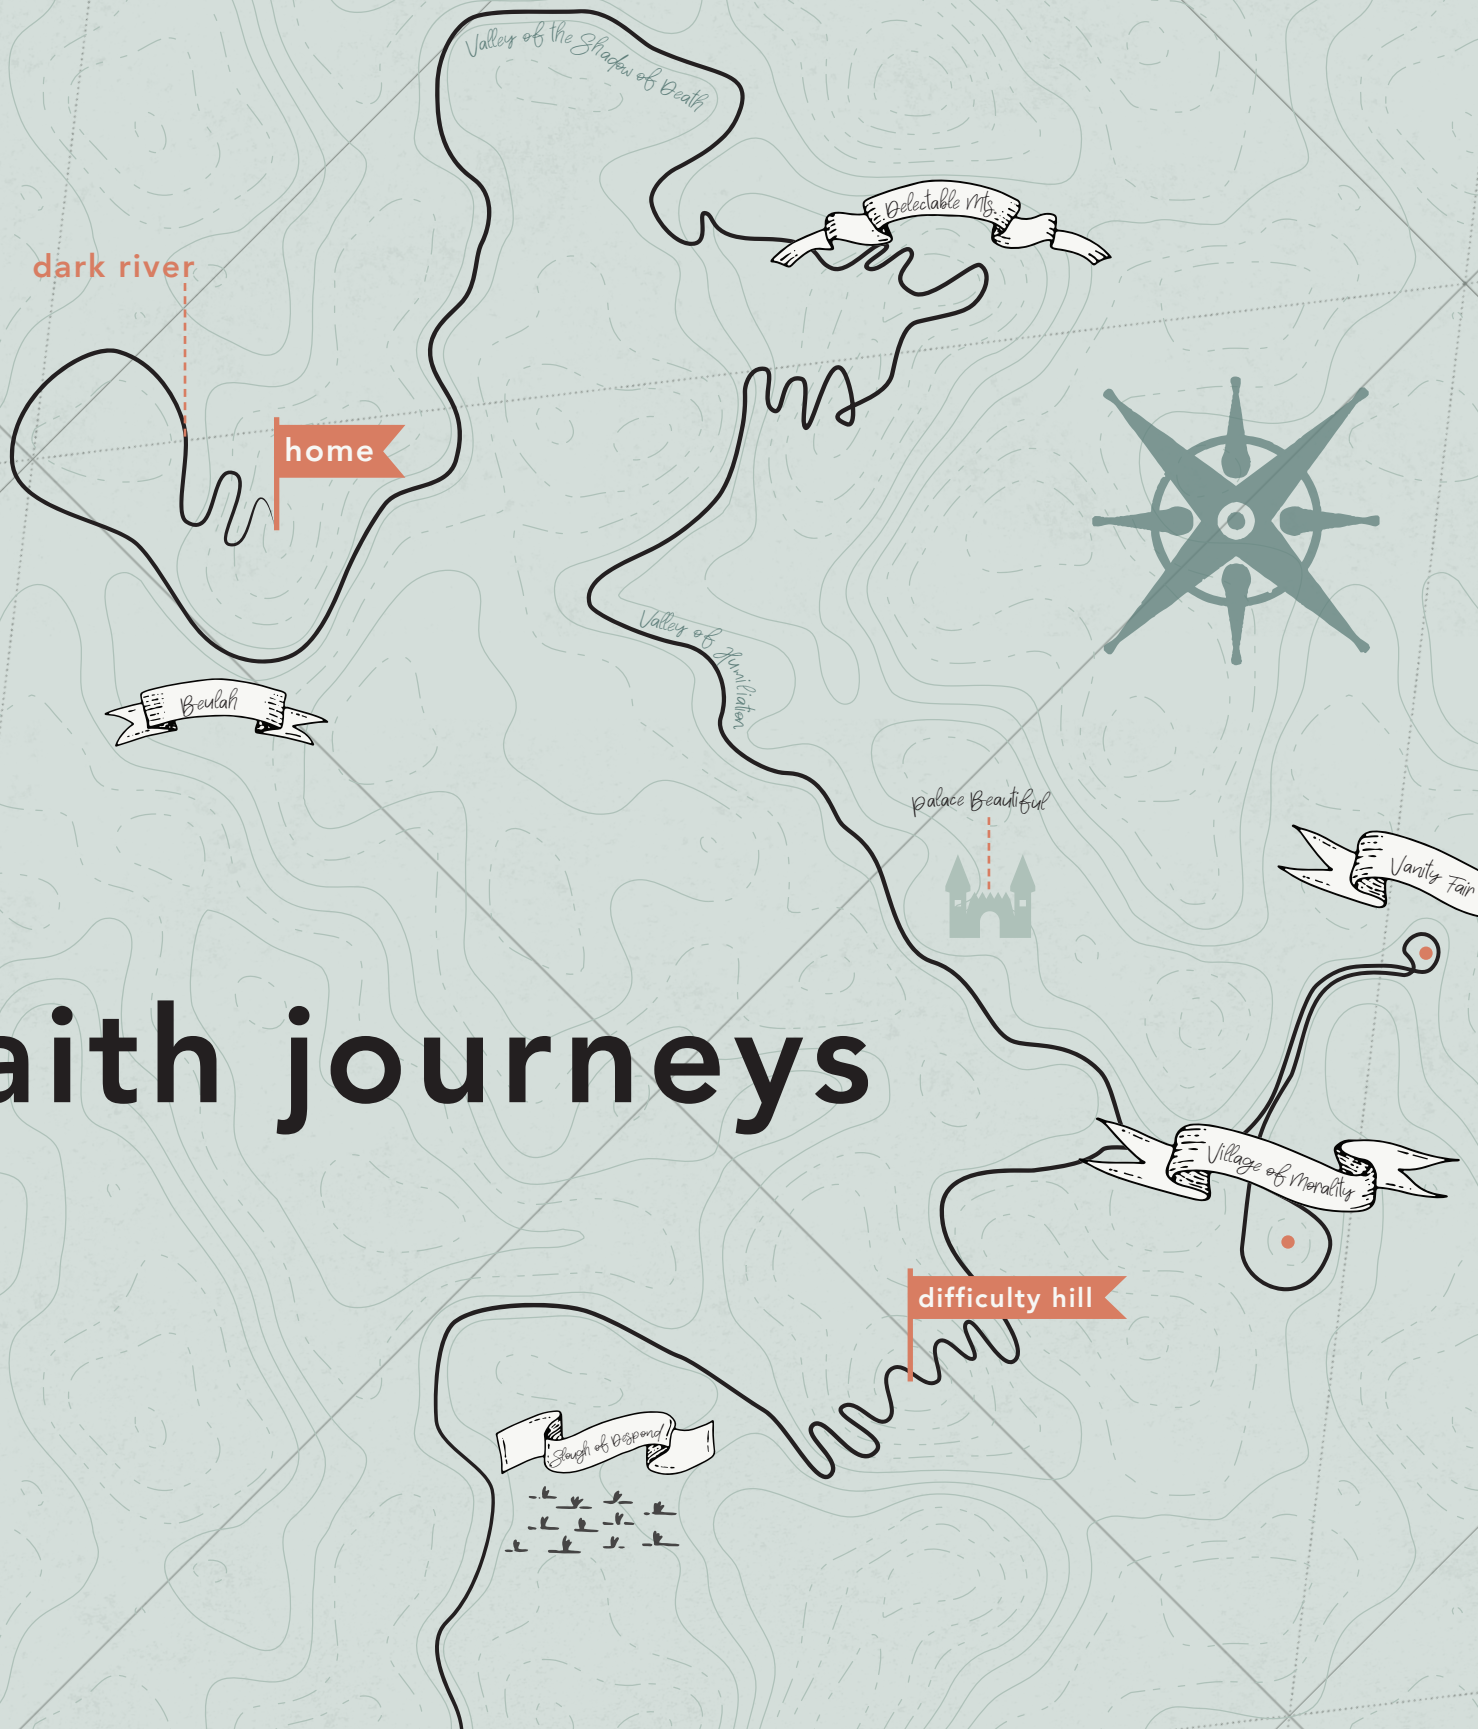 Valley of the Shadow of Death
Delectable Mts.
dark river
home
Valley of Humiliation
Beulah
Palace Beautiful
Vanity Fair
aith journeys
Village of Morality
difficulty hill
Slough of Despond